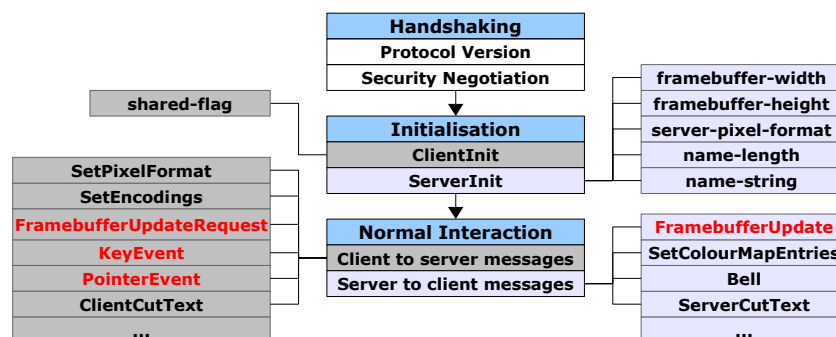 Handshaking
Protocol Version
Security Negotiation
shared-flag
Initialisation
ClientInit
ServerInit
framebuffer-width
framebuffer-height
server-pixel-format
name-length
name-string
SetPixelFormat
SetEncodings
FramebufferUpdateRequest
KeyEvent
PointerEvent
ClientCutText
...
Normal Interaction
Client to server messages
Server to client messages
FramebufferUpdate
SetColourMapEntries
Bell
ServerCutText
...